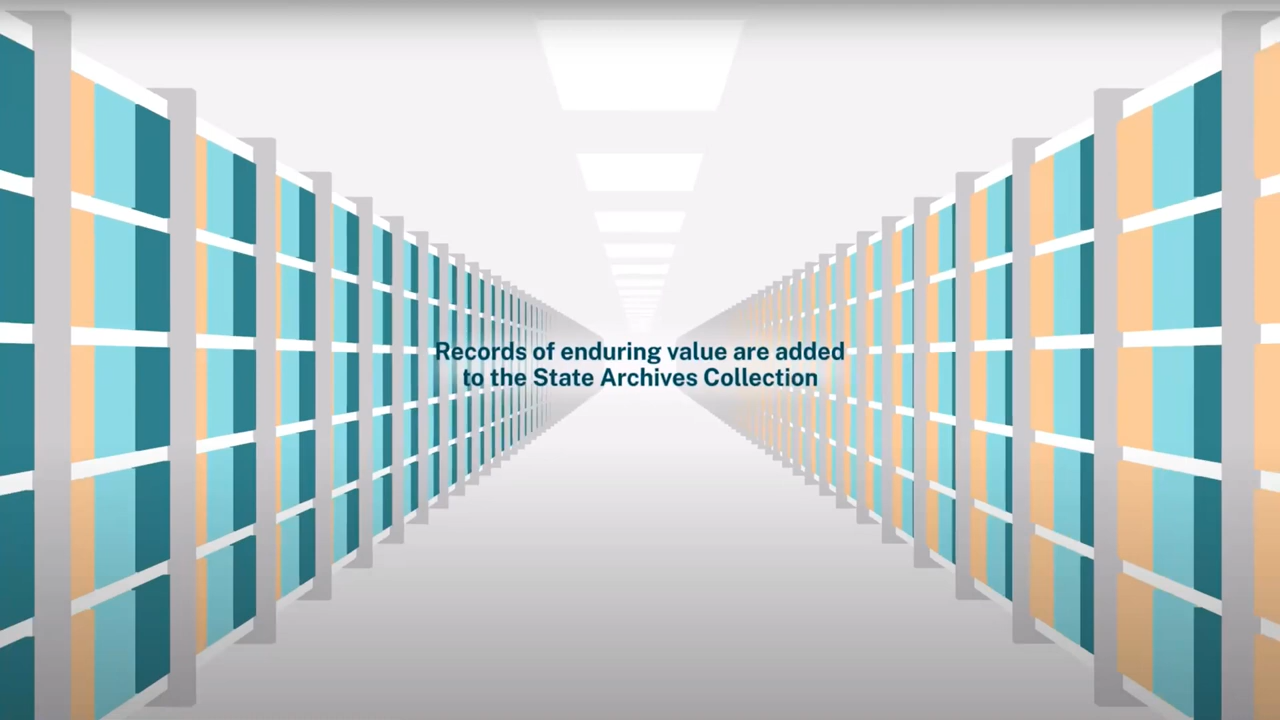 Records of enduring value are added
to the State Archives Collection